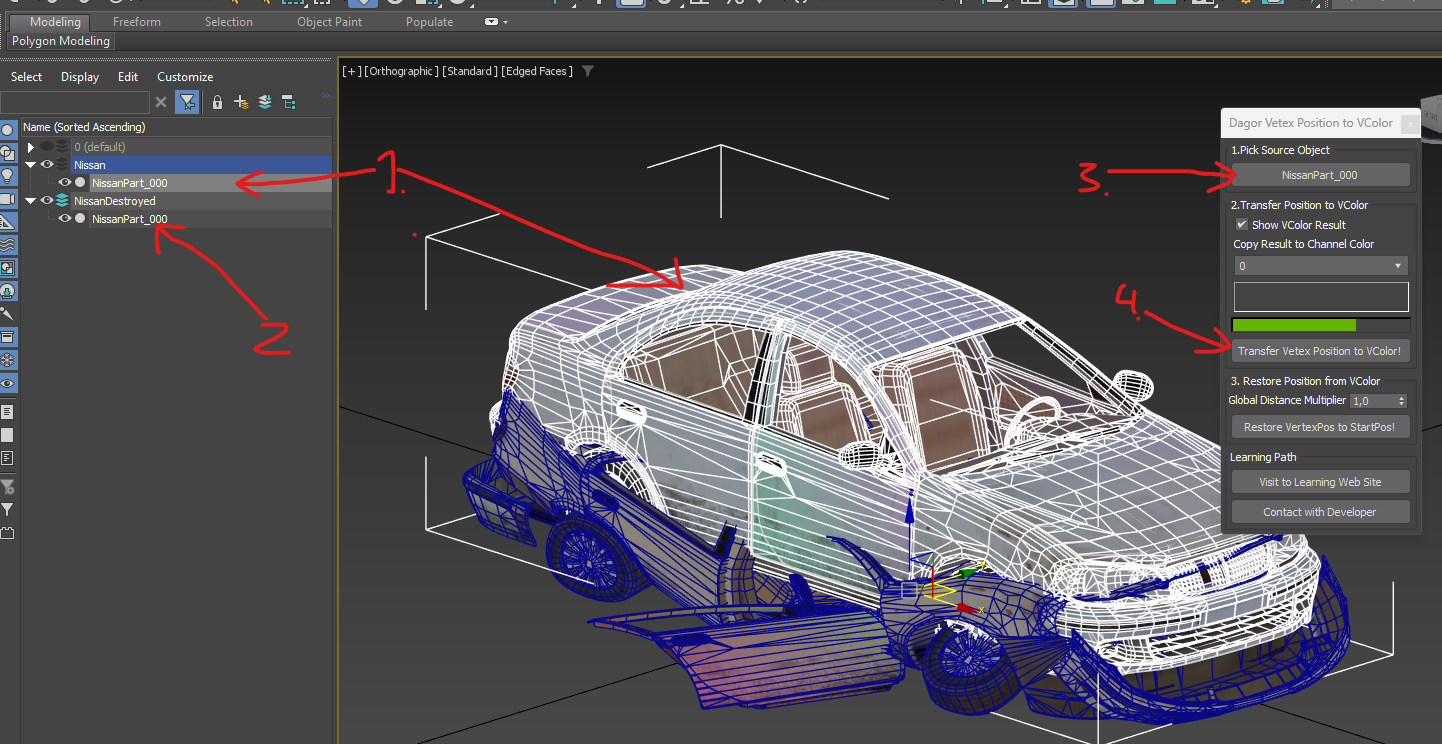 Modeling Freeform Selection Object Paint Populate
Polygon Modeling
Select Display Edit Customize
[+] [Orthographic] [Standard] [Edged Faces]
Name (Sorted Ascending)
0 (default)
Nissan
NissanPart_000
NissanDestroyed
NissanPart_000
1.
2
3.
4.
Dagor Vetex Position to VColor
1.Pick Source Object
NissanPart_000
2.Transfer Position to VColor
Show VColor Result
Copy Result to Channel Color
0
Transfer Vetex Position to VColor!
3. Restore Position from VColor
Global Distance Multiplier 1,0
Restore VertexPos to StartPos!
Learning Path
Visit to Learning Web Site
Contact with Developer
x